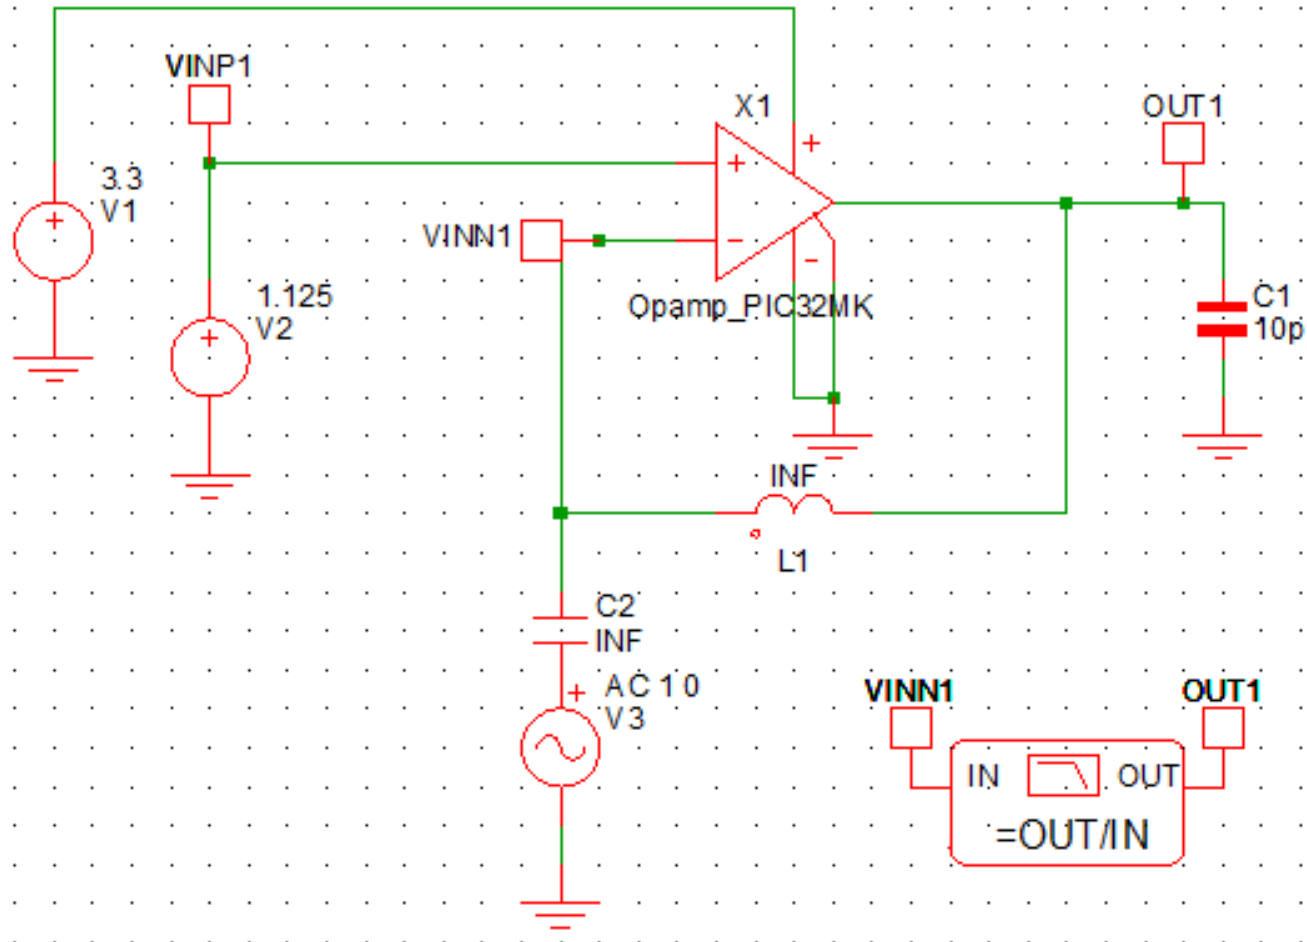 VINP1
X1
OUT1
+
3.3
V1
+
+
VINN1
-
-
1.125
V2
+
Opamp_PIC32MK
C1
10p
INF
L1
C2
INF
AC 1 0
V3
+
VINN1
OUT1
IN
OUT
=OUT/IN